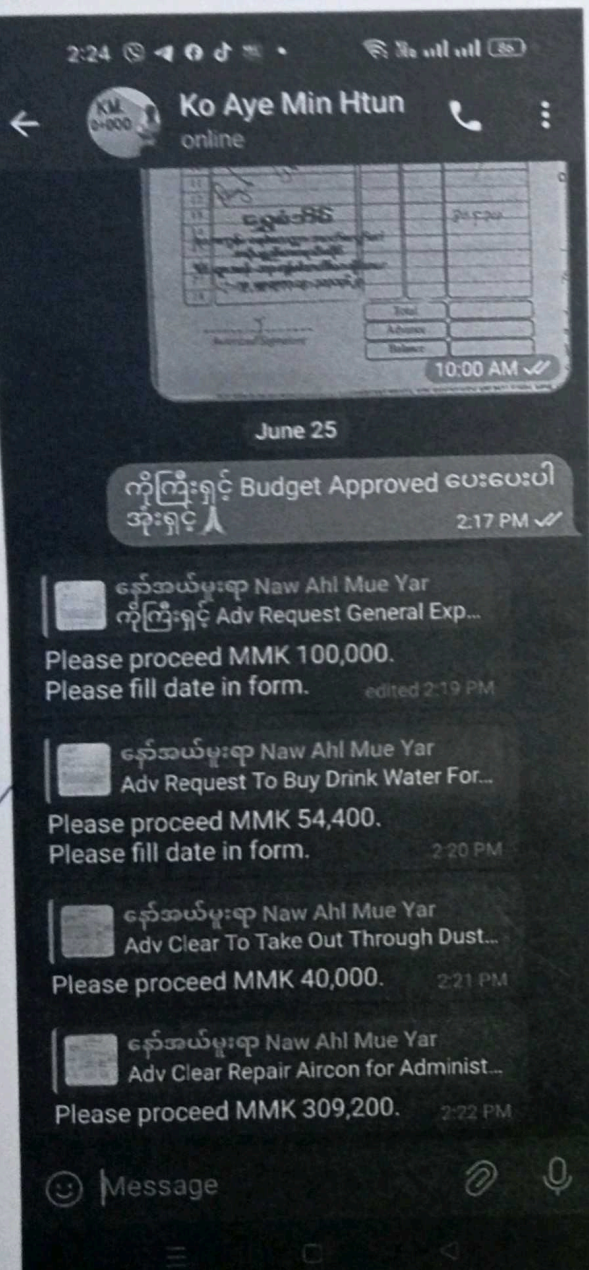 2:24
86
KM
0+000
Ko Aye Min Htun
online
Total
Advance
Balance
10:00 AM
June 25
ကိုကြီးရှင့် Budget Approved ပေးပေးပါ
အုံးရှင့်🙏
2:17 PM
နော်အယ်မူးရာ Naw Ahl Mue Yar
ကိုကြီးရှင့် Adv Request General Exp...
Please proceed MMK 100,000.
Please fill date in form.
edited 2:19 PM
နော်အယ်မူးရာ Naw Ahl Mue Yar
Adv Request To Buy Drink Water For...
Please proceed MMK 54,400.
Please fill date in form.
2:20 PM
နော်အယ်မူးရာ Naw Ahl Mue Yar
Adv Clear To Take Out Through Dust...
Please proceed MMK 40,000.
2:21 PM
နော်အယ်မူးရာ Naw Ahl Mue Yar
Adv Clear Repair Aircon for Administ...
Please proceed MMK 309,200.
2:22 PM
Message